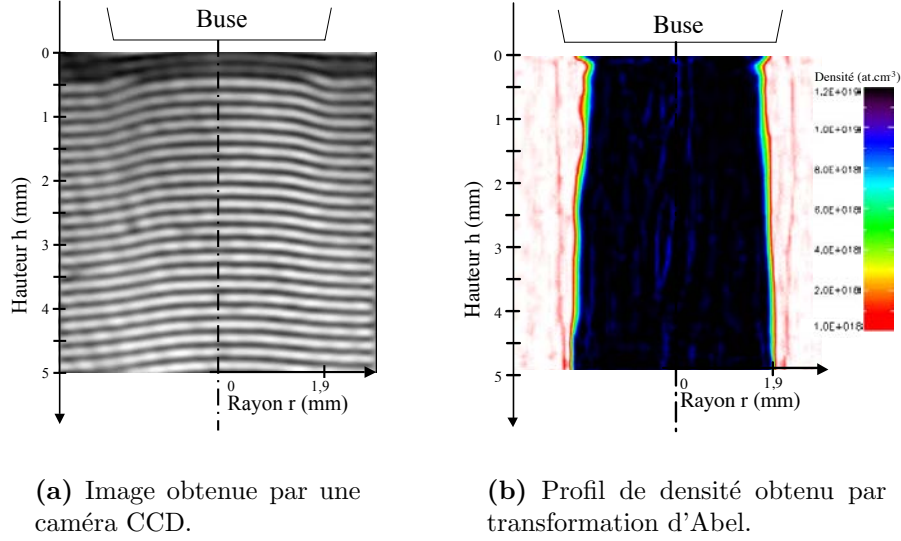 Buse
0
1
2
3
4
5
Hauteur h (mm)
0
1,9
Rayon r (mm)
Buse
0
1
2
3
4
5
Hauteur h (mm)
0
1,9
Rayon r (mm)
Densité (at.cm-³)
1.2E+019
1.0E+019
8.0E+018
6.0E+018
4.0E+018
2.0E+018
1.0E+018
(a) Image obtenue par une
caméra CCD.
(b) Profil de densité obtenu par
transformation d'Abel.